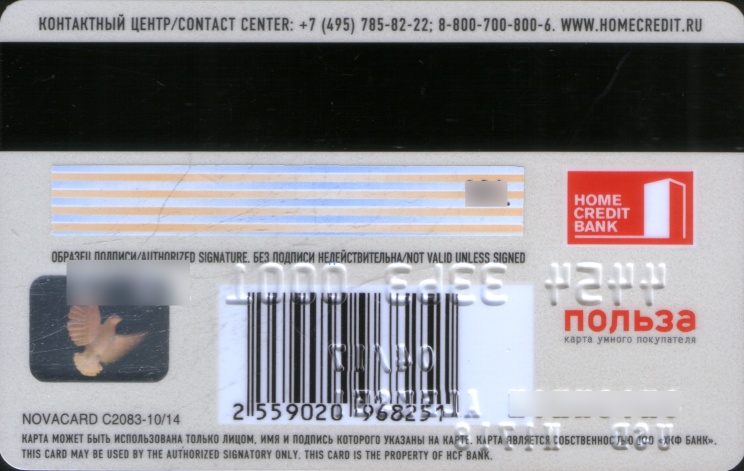 КОНТАКТНЫЙ ЦЕНТР/CONTACT CENTER: +7 (495) 785-82-22; 8-800-700-800-6. WWW.HOMECREDIT.RU
HOME
CREDIT
BANK
ОБРАЗЕЦ ПОДПИСИ/AUTHORIZED SIGNATURE. БЕЗ ПОДПИСИ НЕДЕЙСТВИТЕЛЬНА/NOT VALID UNLESS SIGNED
польза
карта умного покупателя
2 559020 968251
NOVACARD C2083-10/14
КАРТА МОЖЕТ БЫТЬ ИСПОЛЬЗОВАНА ТОЛЬКО ЛИЦОМ, ИМЯ И ПОДПИСЬ КОТОРОГО УКАЗАНЫ НА КАРТЕ. КАРТА ЯВЛЯЕТСЯ СОБСТВЕННОСТЬЮ ООО «ХКФ БАНК».
THIS CARD MAY BE USED BY THE AUTHORIZED SIGNATORY ONLY. THIS CARD IS THE PROPERTY OF HCF BANK.